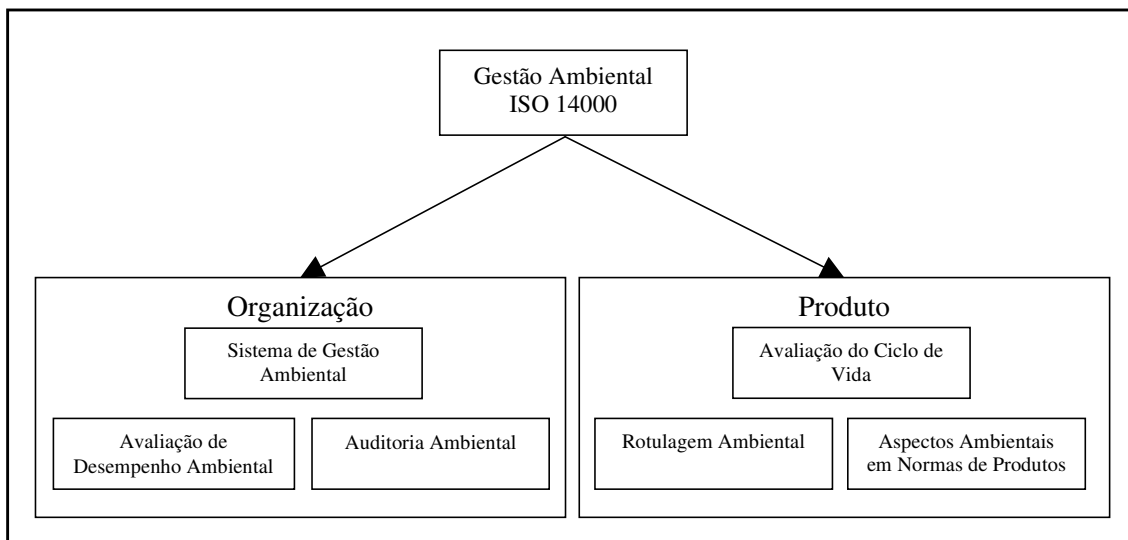 Gestão Ambiental
ISO 14000
Organização
Sistema de Gestão
Ambiental
Avaliação de
Desempenho Ambiental
Auditoria Ambiental
Produto
Avaliação do Ciclo de
Vida
Rotulagem Ambiental
Aspectos Ambientais
em Normas de Produtos